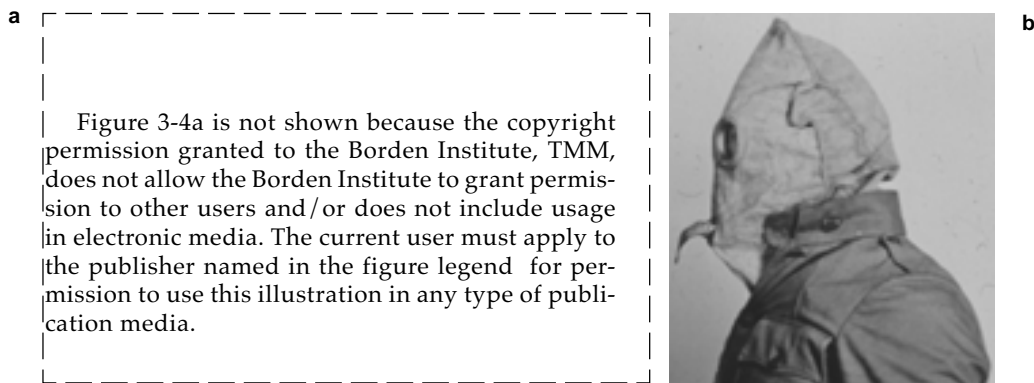 a
b
Figure 3-4a is not shown because the copyright
permission granted to the Borden Institute, TMM,
does not allow the Borden Institute to grant permis-
sion to other users and/or does not include usage
in electronic media. The current user must apply to
the publisher named in the figure legend for per-
mission to use this illustration in any type of publi-
cation media.